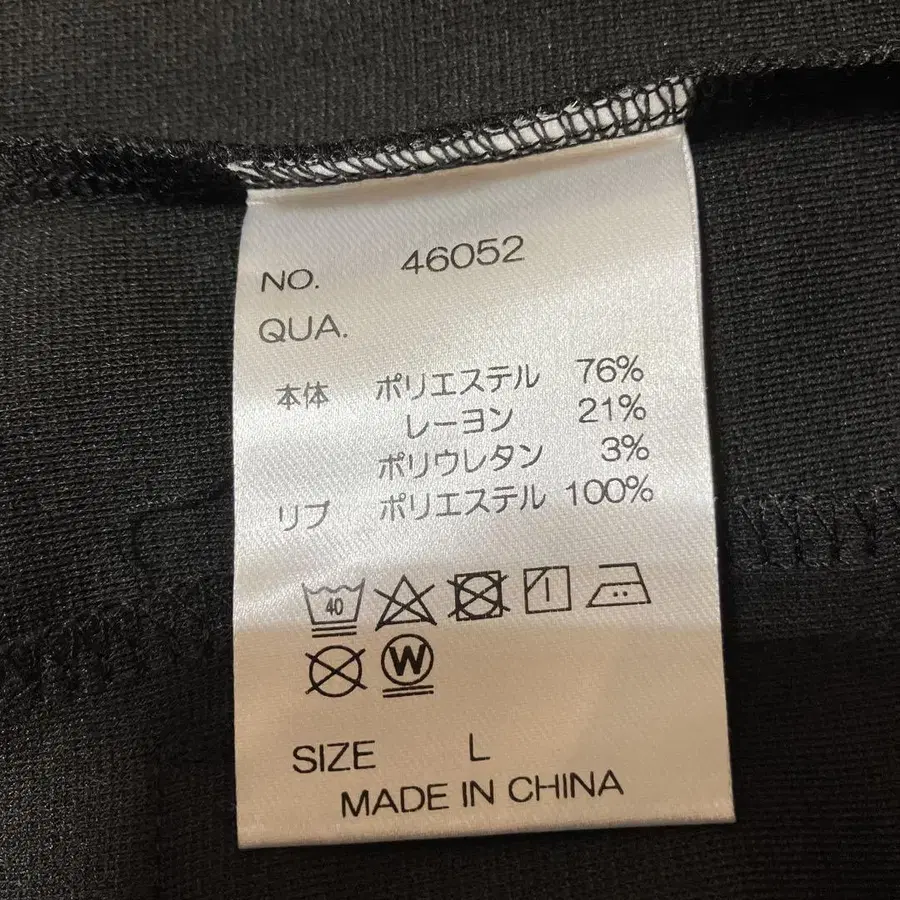 NO. 46052
QUA.
本体 ポリエステル 76%
レーヨン 21%
ポリウレタン 3%
リブ ポリエステル 100%
40
W
SIZE L
MADE IN CHINA